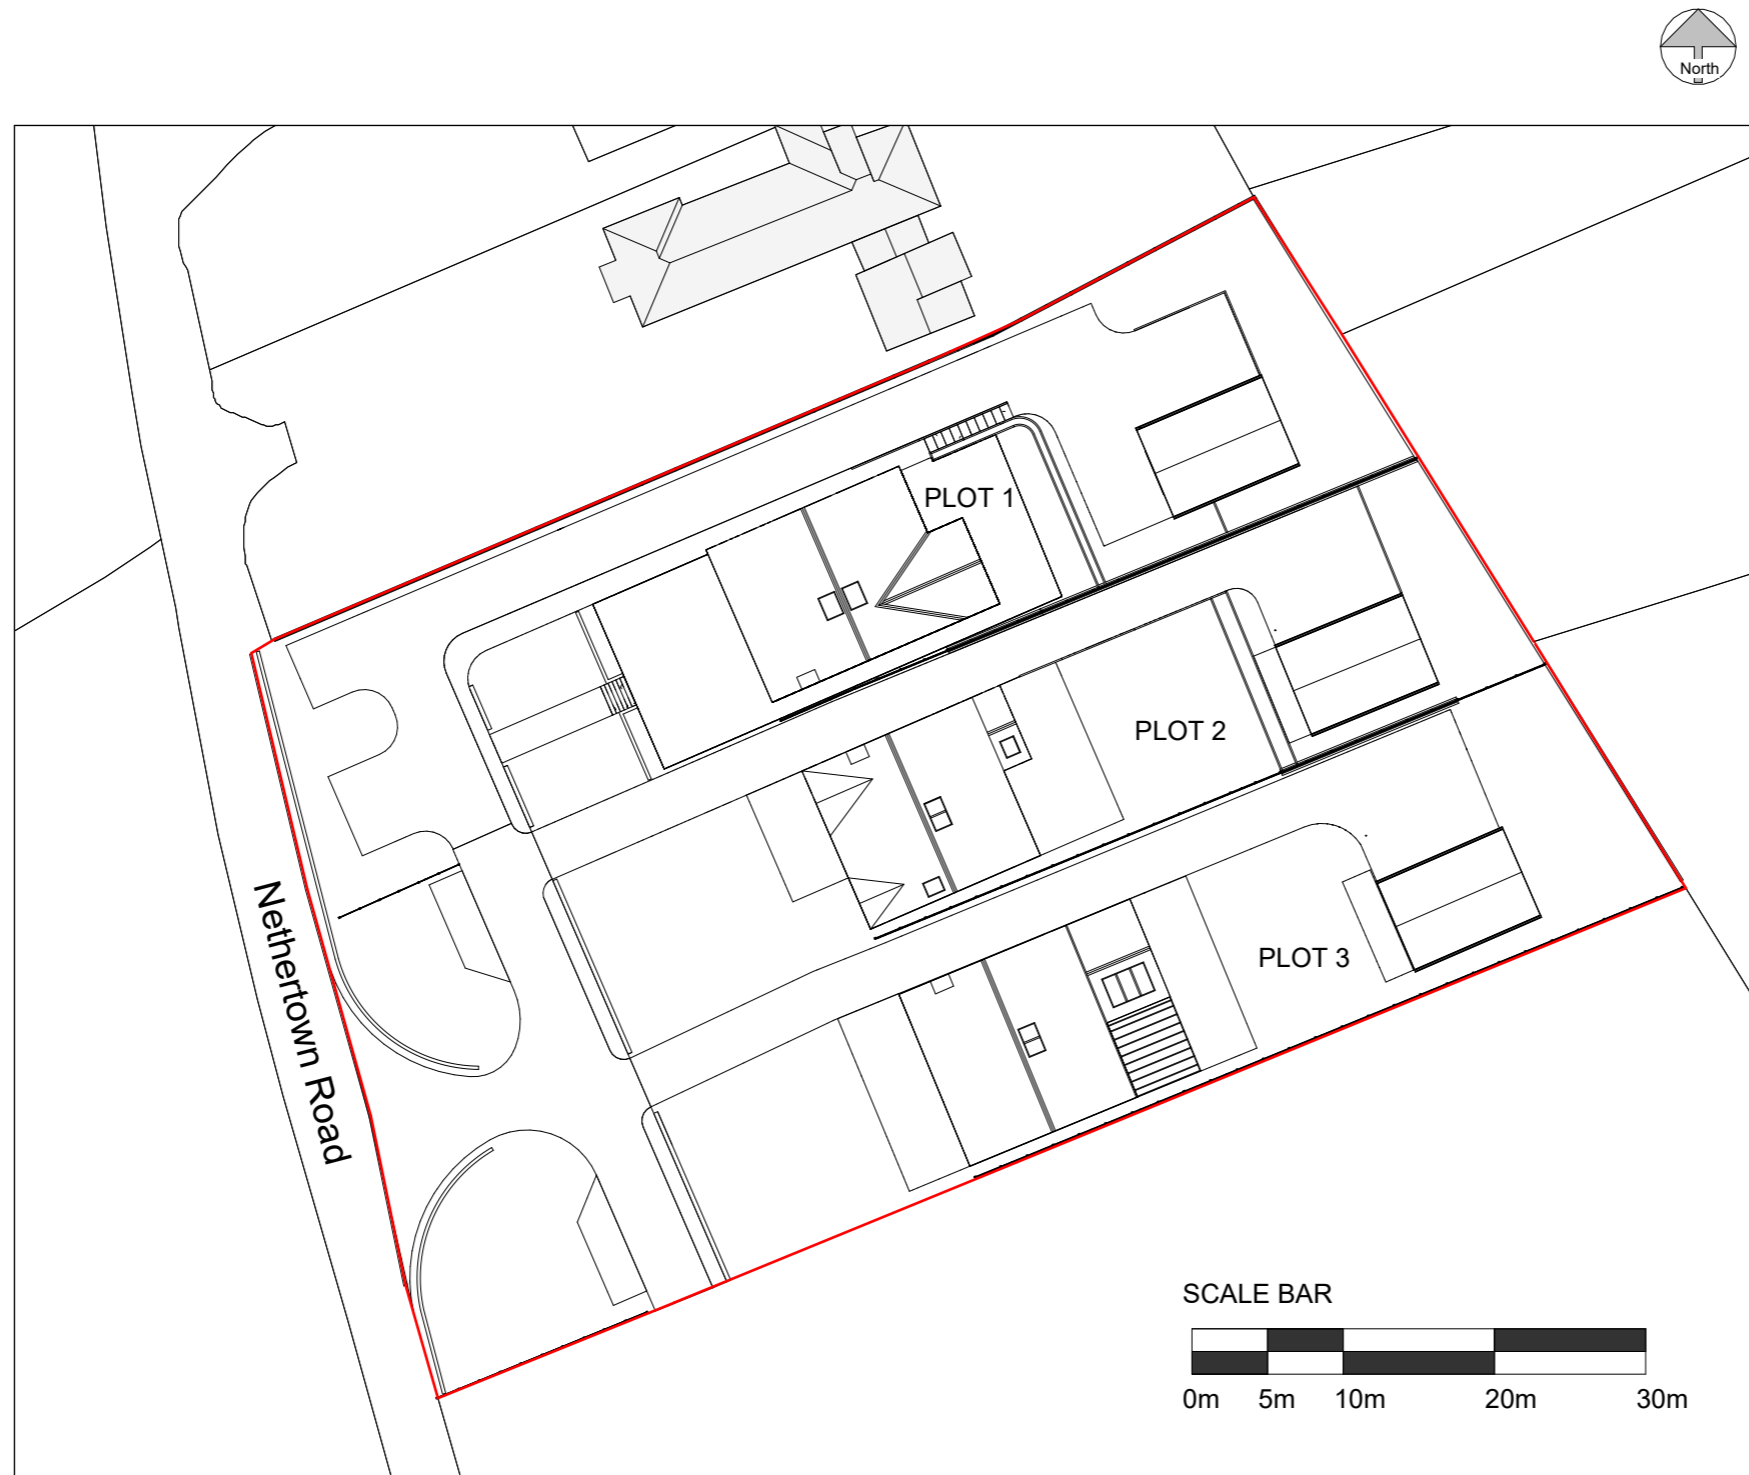 North
PLOT 1
PLOT 2
PLOT 3
Nethertown Road
SCALE BAR
0m 5m 10m 20m 30m